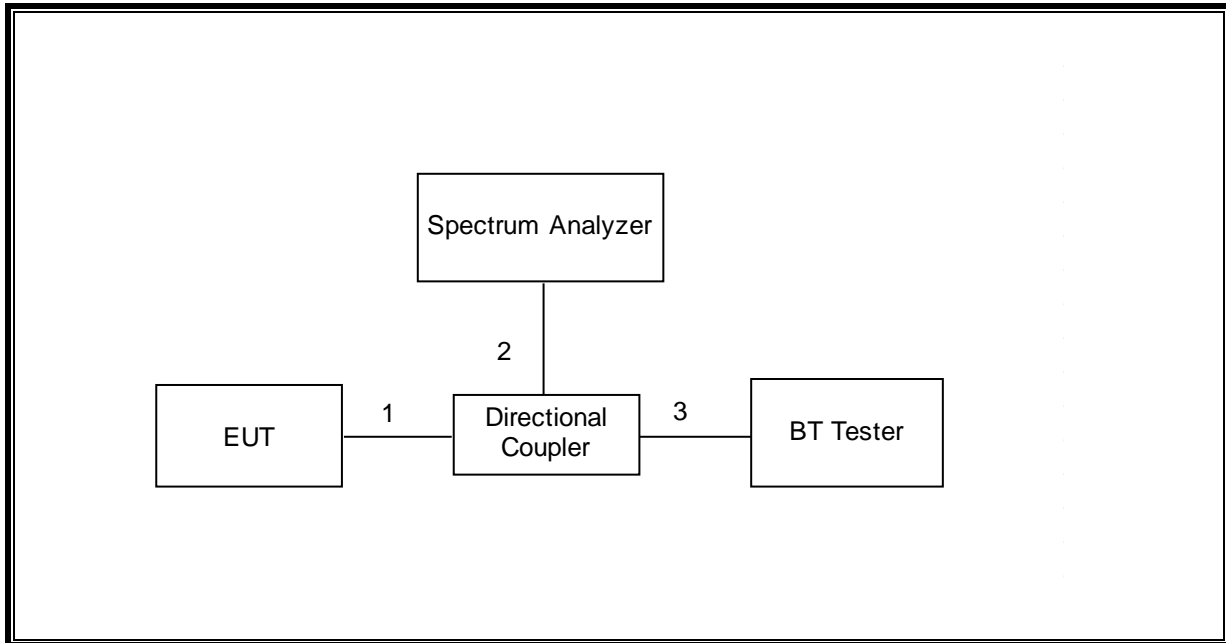 Spectrum Analyzer
2
EUT
1
Directional
Coupler
3
BT Tester